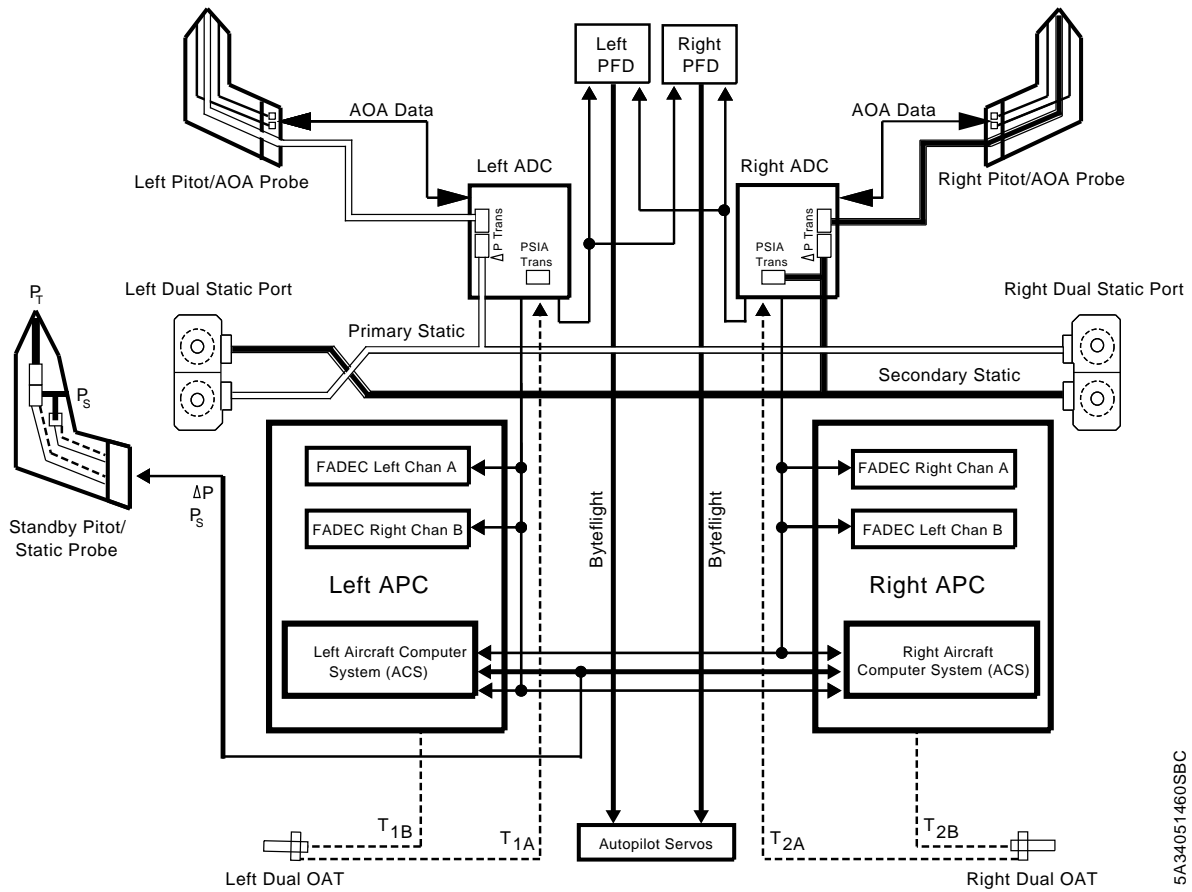 Left
PFD
Right
PFD
AOA Data
AOA Data
Left Pitot/AOA Probe
Left ADC
Right ADC
Right Pitot/AOA Probe
Δ P Trans
PSIA
Trans
PSIA
Trans
Δ P Trans
Left Dual Static Port
Right Dual Static Port
PT
Primary Static
Secondary Static
PS
FADEC Left Chan A
FADEC Right Chan A
ΔP
PS
FADEC Right Chan B
FADEC Left Chan B
Standby Pitot/
Static Probe
Byteflight
Byteflight
Left APC
Right APC
Left Aircraft Computer
System (ACS)
Right Aircraft
Computer System (ACS)
T1B
T1A
Autopilot Servos
T2A
T2B
Left Dual OAT
Right Dual OAT
5A34051460SBC